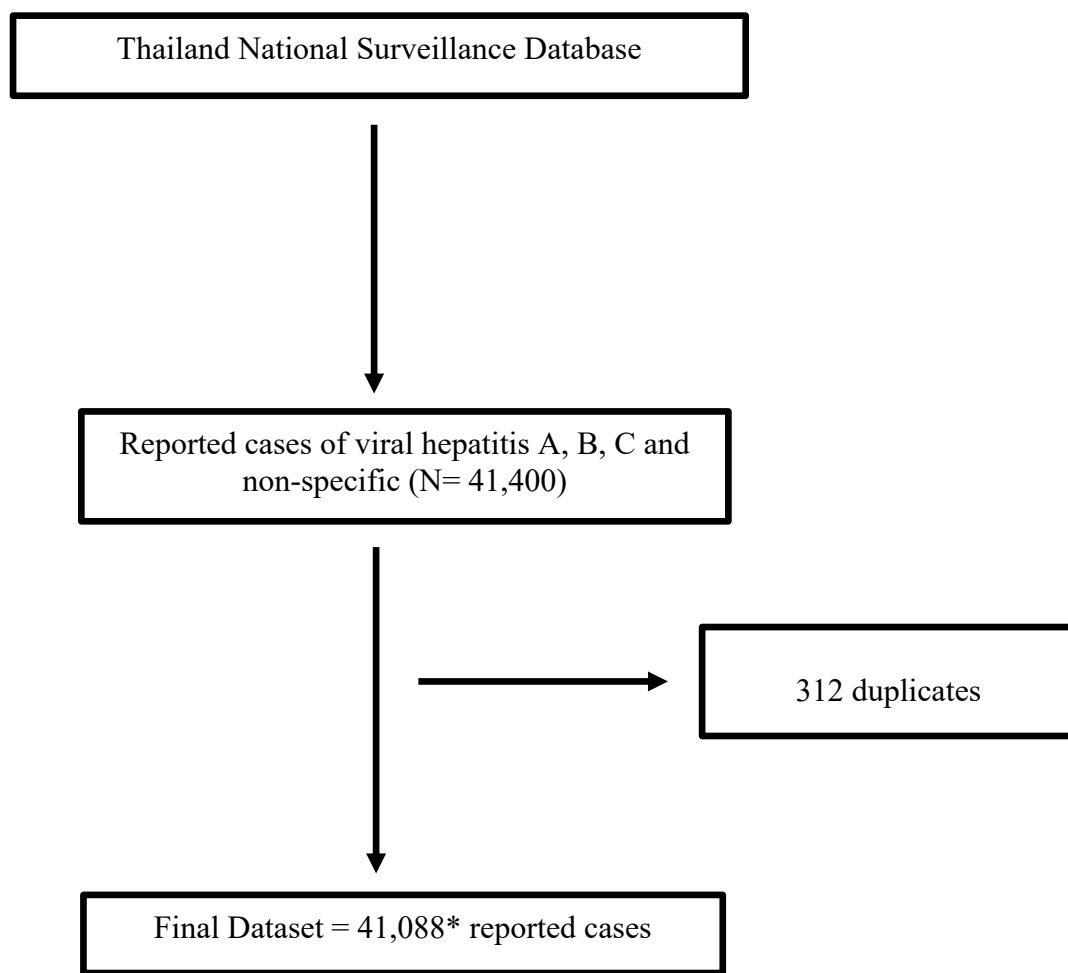 Thailand National Surveillance Database
Reported cases of viral hepatitis A, B, C and
non-specific (N= 41,400)
312 duplicates
Final Dataset = 41,088* reported cases